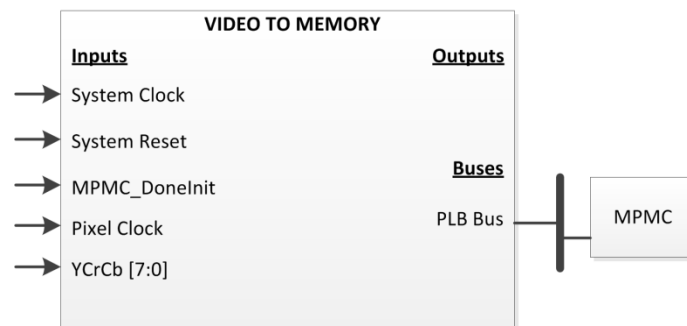 VIDEO TO MEMORY
Inputs
Outputs
System Clock
System Reset
MPMC_DoneInit
Buses
Pixel Clock
PLB Bus
MPMC
YCrCb [7:0]